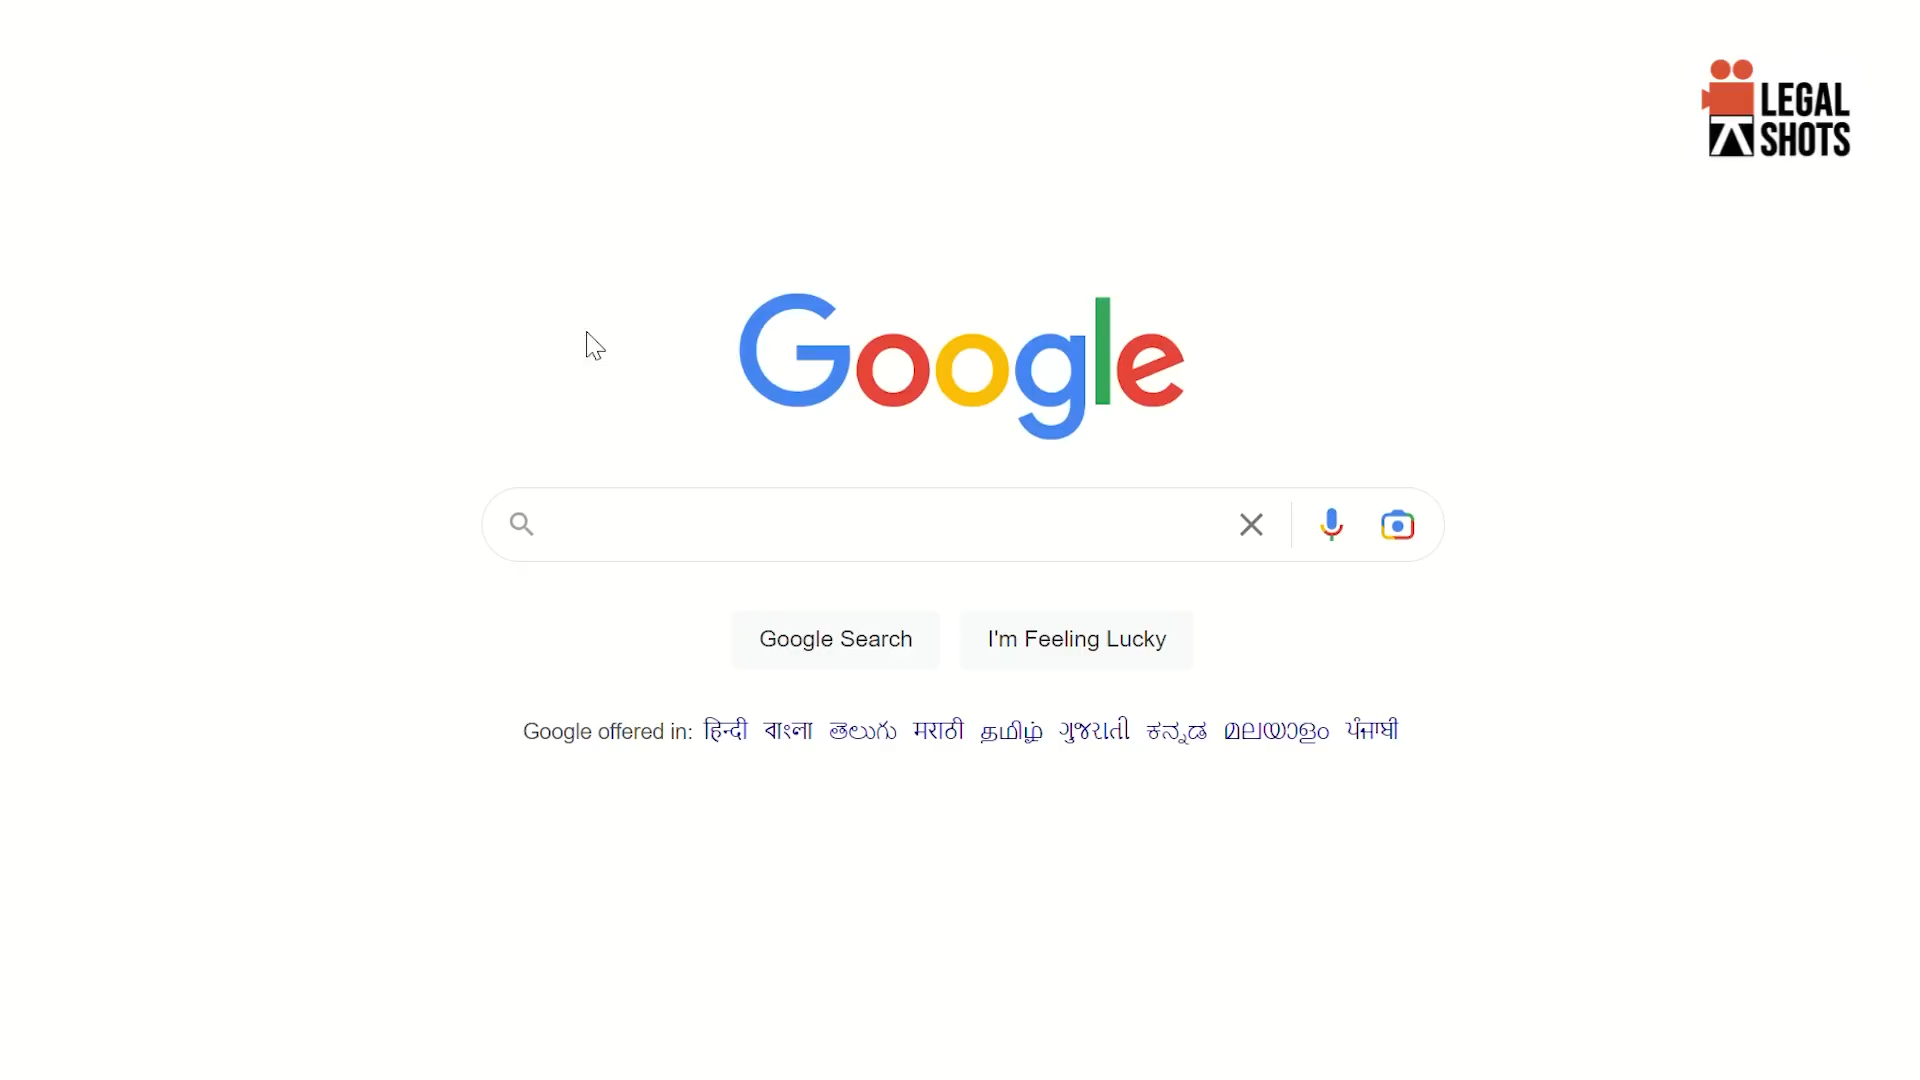 LEGAL
SHOTS
Google
Google Search
I'm Feeling Lucky
Google offered in: हिन्दी বাংলা తెలుగు मराठी தமிழ் ગુજરાતી ಕನ್ನಡ മലയാളം ਪੰਜਾਬੀ